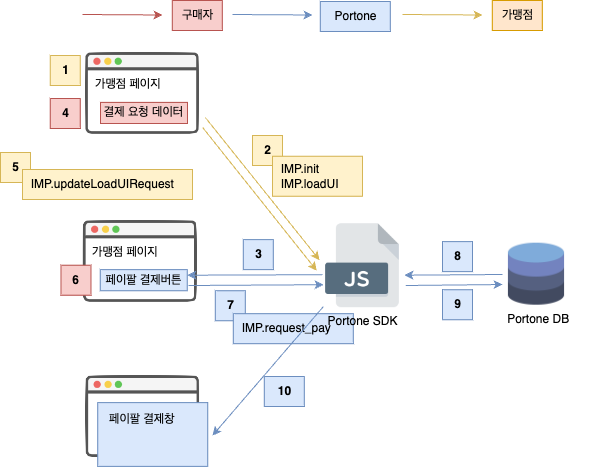 구매자
Portone
가맹점
1
가맹점 페이지
4
결제 요청 데이터
2
IMP.init
IMP.loadUI
5
IMP.updateLoadUIRequest
가맹점 페이지
6
페이팔 결제버튼
3
7
IMP.request_pay
JS
Portone SDK
8
9
Portone DB
10
페이팔 결제창